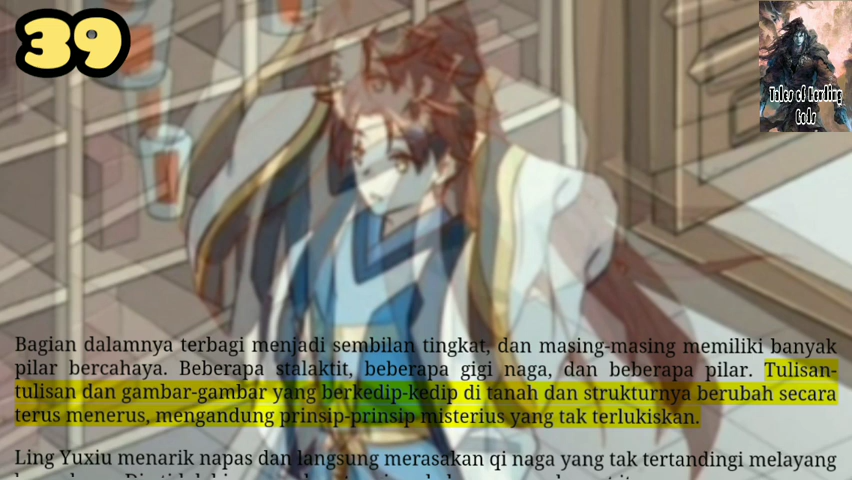 39
Tales of Herding
Gods
Bagian dalamnya terbagi menjadi sembilan tingkat, dan masing-masing memiliki banyak
pilar bercahaya. Beberapa stalaktit, beberapa gigi naga, dan beberapa pilar. Tulisan-
tulisan dan gambar-gambar yang berkedip-kedip di tanah dan strukturnya berubah secara
terus menerus, mengandung prinsip-prinsip misterius yang tak terlukiskan.
Ling Yuxiu menarik napas dan langsung merasakan qi naga yang tak tertandingi melayang